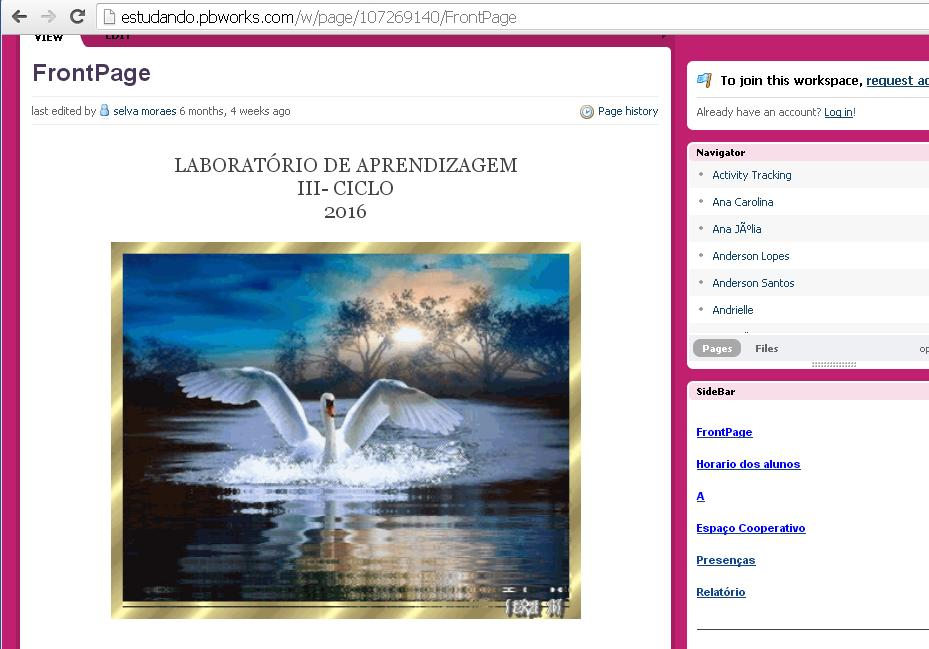 estudando.pbworks.com/w/page/107269140/FrontPage
VIEW EDIT
FrontPage
last edited by selva moraes 6 months, 4 weeks ago
Page history
LABORATÓRIO DE APRENDIZAGEM
III- CICLO
2016
To join this workspace, request ac
Already have an account? Log in!
Navigator
Activity Tracking
Ana Carolina
Ana JÃºlia
Anderson Lopes
Anderson Santos
Andrielle
Pages Files op
SideBar
FrontPage
Horario dos alunos
A
Espaço Cooperativo
Presenças
Relatório